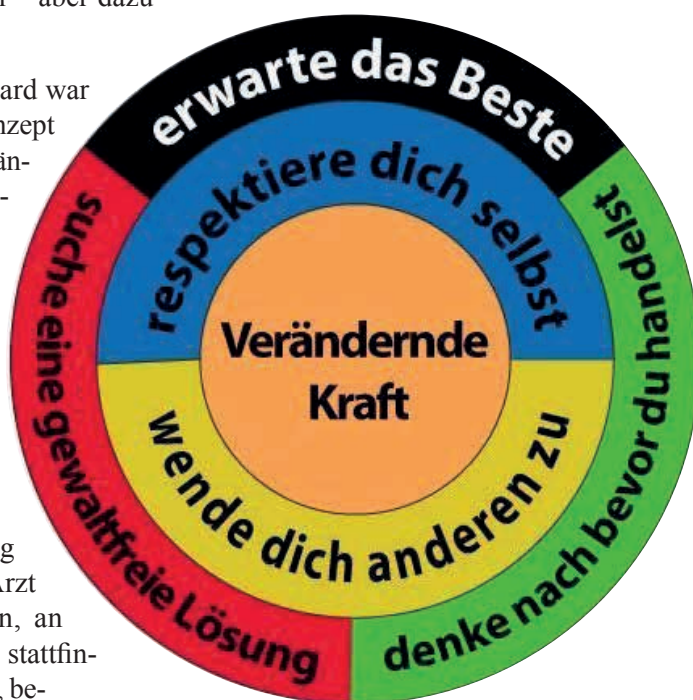 aber dazu
ard war
nzept
än-
-
g
Arzt
n, an
stattfin-
, be-
erwarte das Beste
respektiere dich selbst
Verändernde
Kraft
wende dich anderen zu
suche eine gewaltfreie Lösung
denke nach bevor du handelst